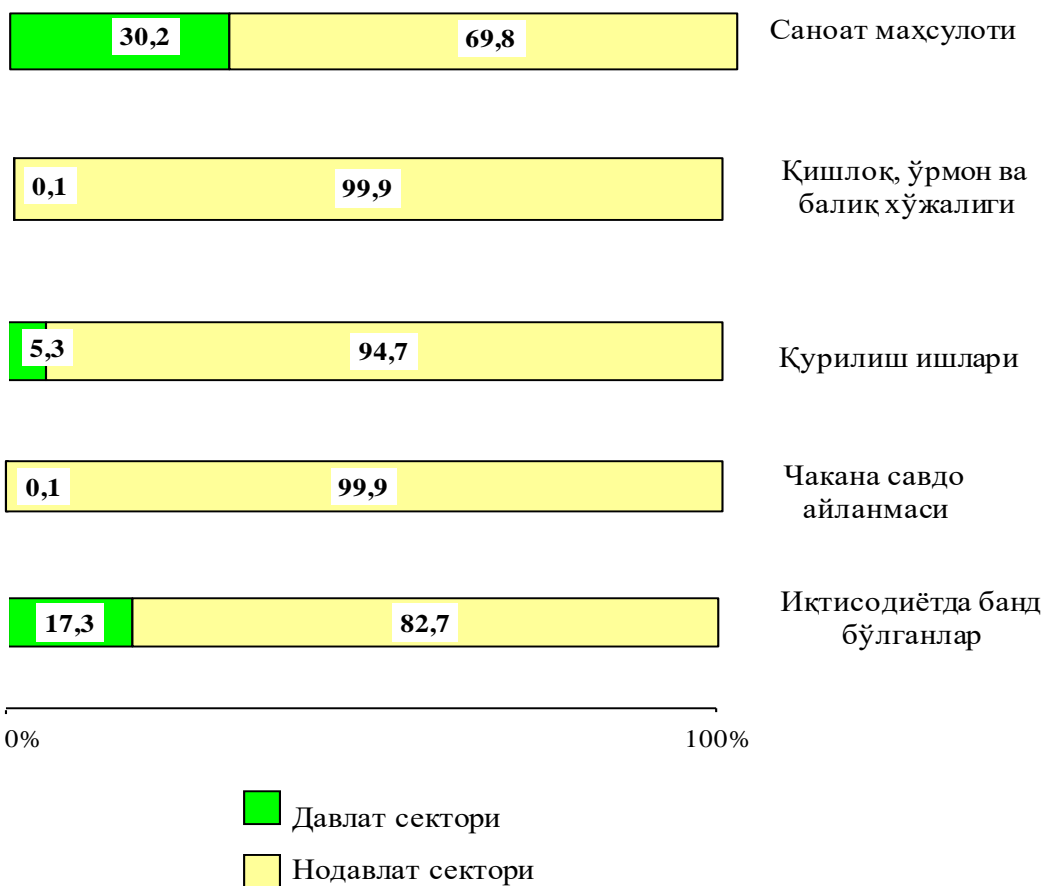 30,2 69,8 Саноат маҳсулоти
0,1 99,9 Қишлоқ, ўрмон ва
балиқ хўжалиги
5,3 94,7 Қурилиш ишлари
0,1 99,9 Чакана савдо
айланмаси
17,3 82,7 Иқтисодиётда банд
бўлганлар
0% 100%
Давлат сектори
Нодавлат сектори